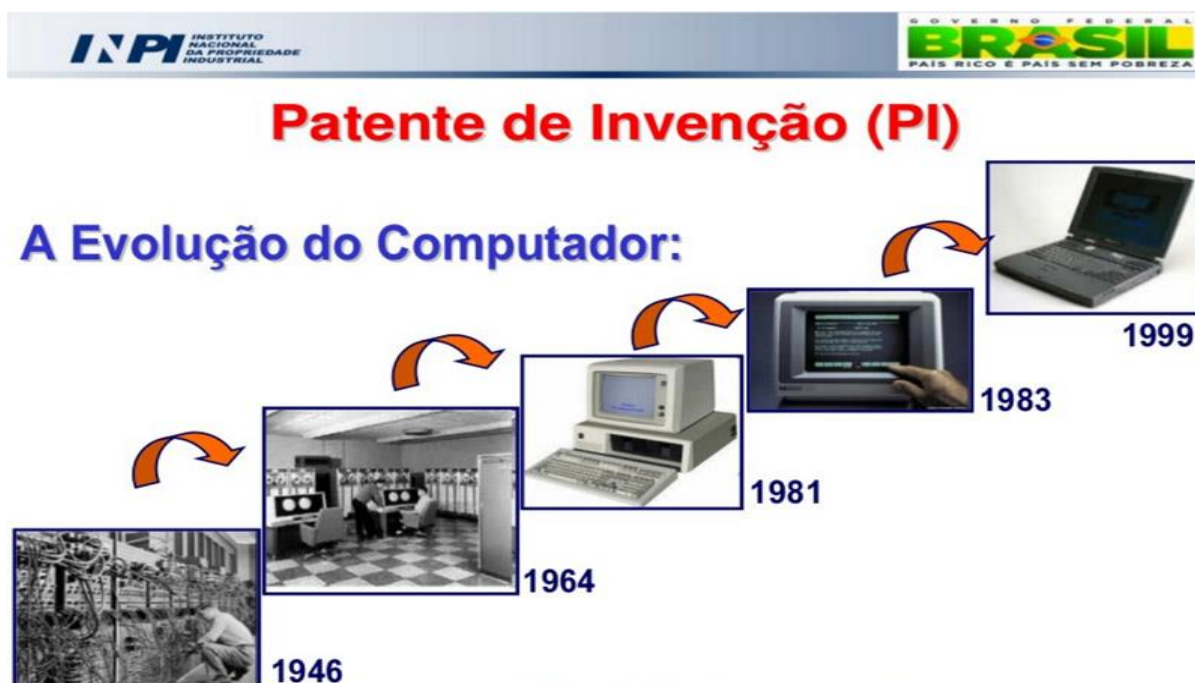 INPI
INSTITUTO
NACIONAL
DA PROPRIEDADE
INDUSTRIAL
GOVERNO FEDERAL
BRASIL
PAÍS RICO É PAÍS SEM POBREZA
Patente de Invenção (PI)
A Evolução do Computador:
1999
1983
1981
1964
1946